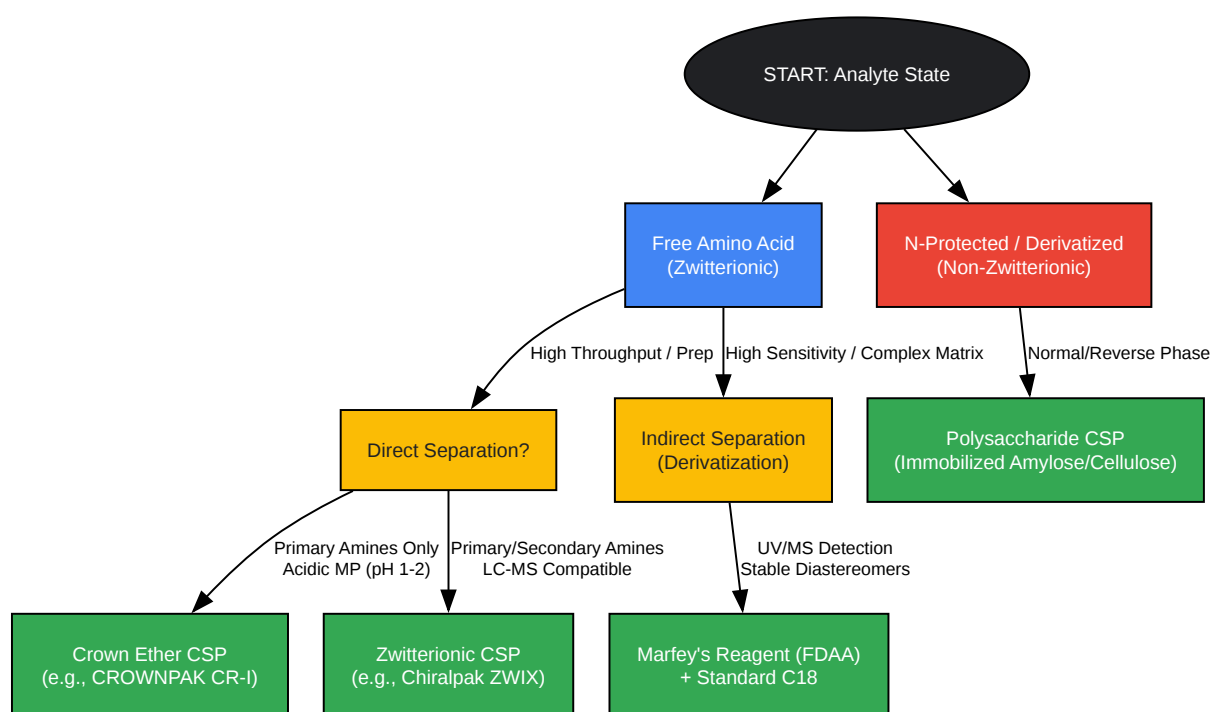 START: Analyte State
Free Amino Acid
(Zwitterionic)
N-Protected / Derivatized
(Non-Zwitterionic)
High Throughput / Prep
High Sensitivity / Complex Matrix
Normal/Reverse Phase
Direct Separation?
Indirect Separation
(Derivatization)
Polysaccharide CSP
(Immobilized Amylose/Cellulose)
Primary Amines Only
Acidic MP (pH 1-2)
Primary/Secondary Amines
LC-MS Compatible
UV/MS Detection
Stable Diastereomers
Crown Ether CSP
(e.g., CROWNPAK CR-I)
Zwitterionic CSP
(e.g., Chiralpak ZWIX)
Marfey's Reagent (FDAA)
+ Standard C18